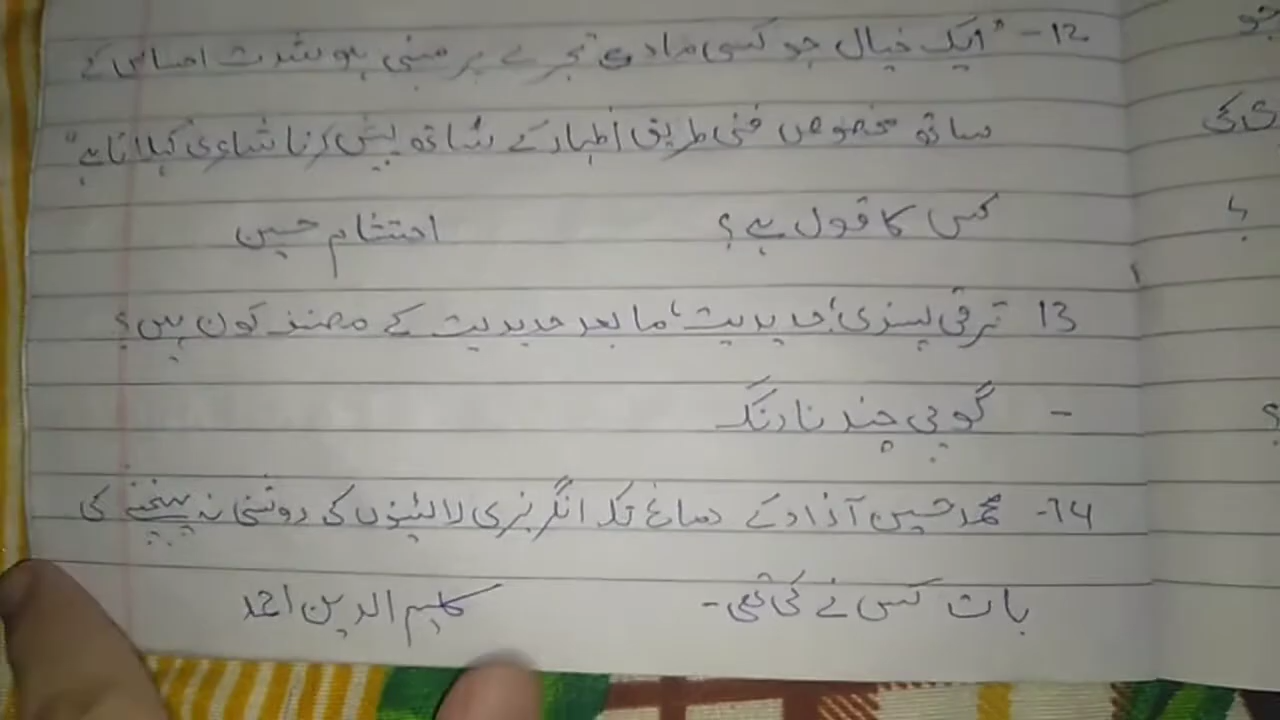 12- "ایک خیال جو کسی مادی تجربے پر مبنی ہو شدت احساس کے
ساتھ مخصوص فنی طریق اظہار کے ساتھ پیش کرنا شاعری کہلاتا ہے"
کس کا قول ہے؟ احتشام حسین
13 ترقی پسندی، جدیدیت، مابعد جدیدیت کے مصنف کون ہیں؟
- گوپی چند نارنگ
14- محمد حسین آزاد کے دماغ تک انگریزی لالٹینوں کی روشنی نہ پہنچنے کی
بات کس نے کی تھی- کلیم الدین احمد